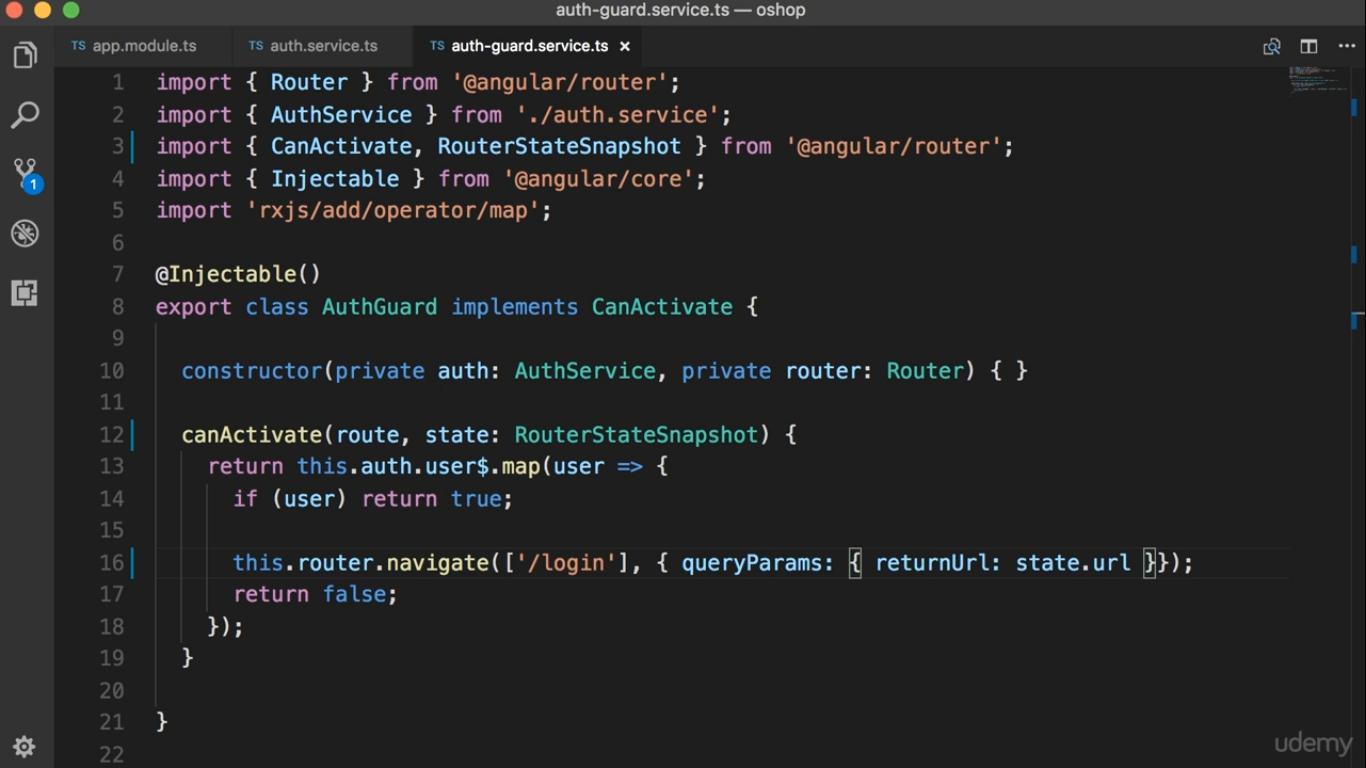 auth-guard.service.ts — oshop
TS app.module.ts TS auth.service.ts TS auth-guard.service.ts ×
1 import { Router } from '@angular/router';
2 import { AuthService } from './auth.service';
3 import { CanActivate, RouterStateSnapshot } from '@angular/router';
4 import { Injectable } from '@angular/core';
5 import 'rxjs/add/operator/map';
6
7 @Injectable()
8 export class AuthGuard implements CanActivate {
9
10 constructor(private auth: AuthService, private router: Router) { }
11
12 canActivate(route, state: RouterStateSnapshot) {
13 return this.auth.user$.map(user => {
14 if (user) return true;
15
16 this.router.navigate(['/login'], { queryParams: { returnUrl: state.url }});
17 return false;
18 });
19 }
20
21 }
22
1
udemy